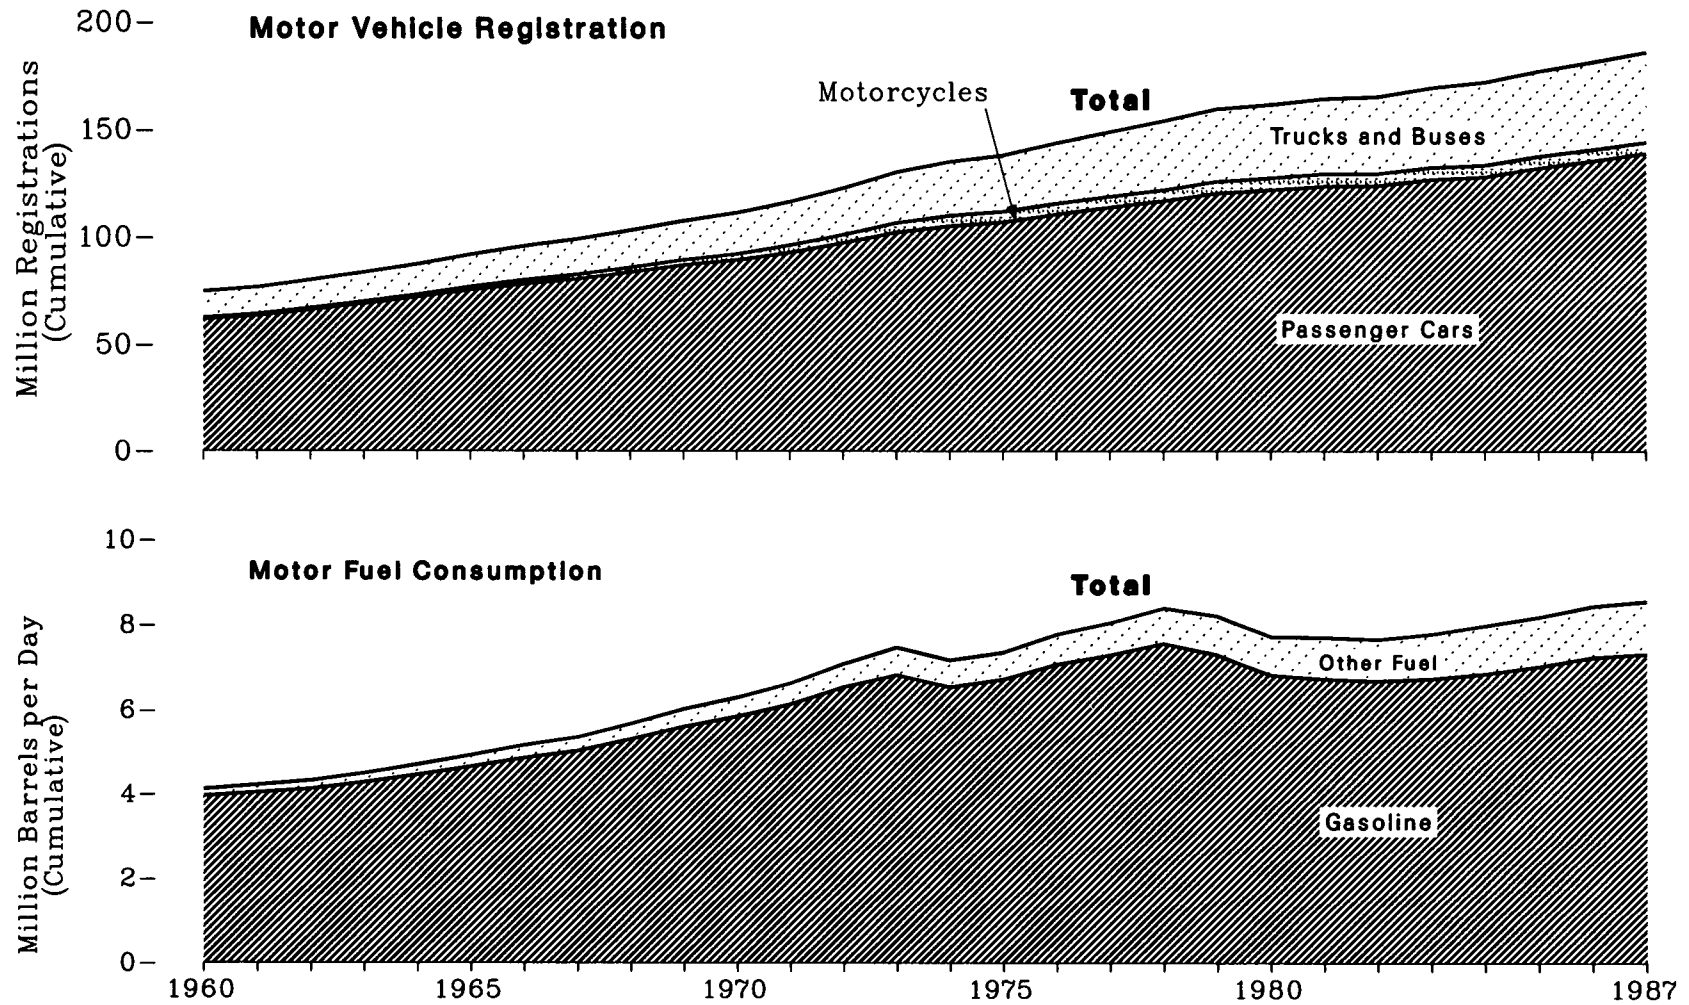 Motor Vehicle Registration
Million Registrations
(Cumulative)
200
150
100
50
0
Motorcycles
Total
Trucks and Buses
Passenger Cars
Motor Fuel Consumption
Million Barrels per Day
(Cumulative)
10
8
6
4
2
0
Total
Other Fuel
Gasoline
1960 1965 1970 1975 1980 1987